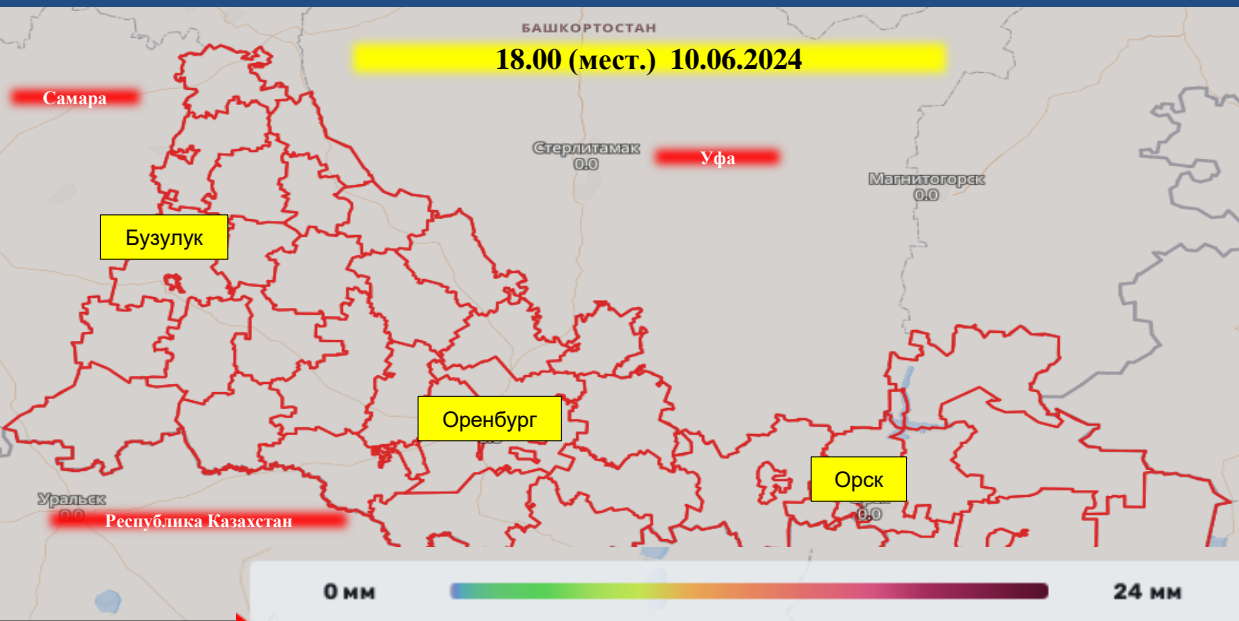 БАШКОРТОСТАН
18.00 (мест.) 10.06.2024
Самара
Стерлитамак
0.0
Уфа
Магнитогорск
0.0
Бузулук
Оренбург
Орск
0.0
Уральск
0.0
Республика Казахстан
0 мм
24 мм